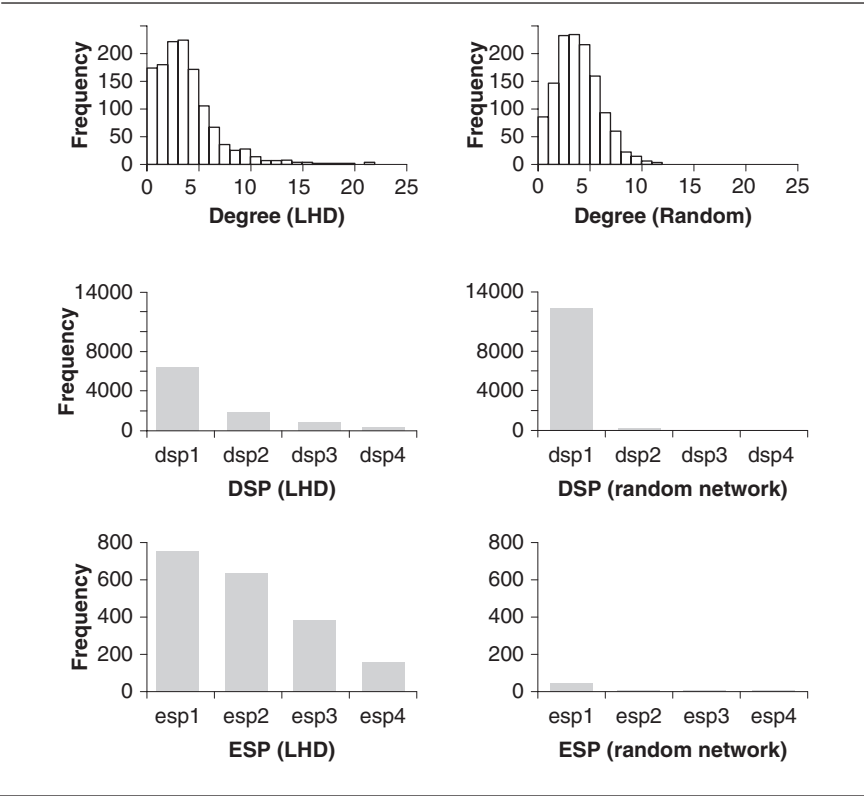 Frequency
200
150
100
50
0
0 5 10 15 20 25
Degree (LHD)
Frequency
200
150
100
50
0
0 5 10 15 20 25
Degree (Random)
Frequency
14000
8000
4000
0
dsp1 dsp2 dsp3 dsp4
DSP (LHD)
14000
8000
4000
0
dsp1 dsp2 dsp3 dsp4
DSP (random network)
Frequency
800
600
400
200
0
esp1 esp2 esp3 esp4
ESP (LHD)
800
600
400
200
0
esp1 esp2 esp3 esp4
ESP (random network)